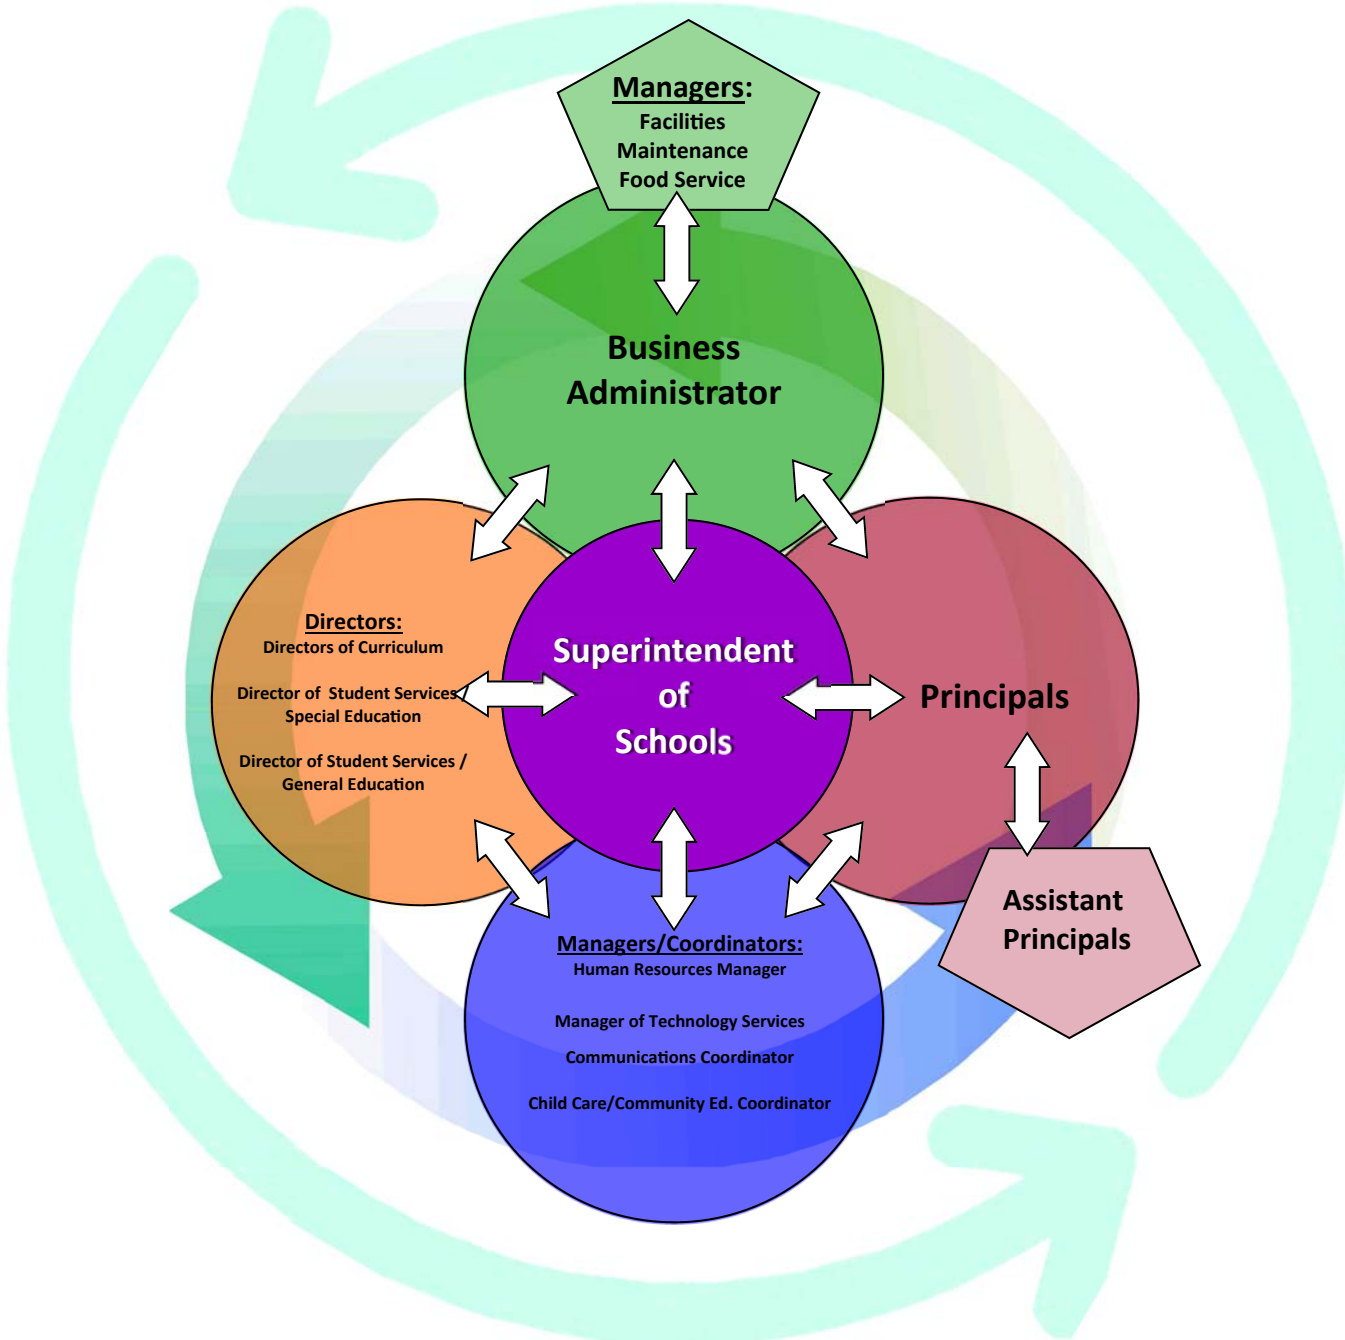 Managers:
Facilities
Maintenance
Food Service
Business
Administrator
Directors:
Directors of Curriculum
Director of  Student Services /
Special Education
Director of Student Services /
General Education
Superintendent
of
Schools
Principals
Assistant
Principals
Managers/Coordinators:
Human Resources Manager
Manager of Technology Services
Communications Coordinator
Child Care/Community Ed. Coordinator